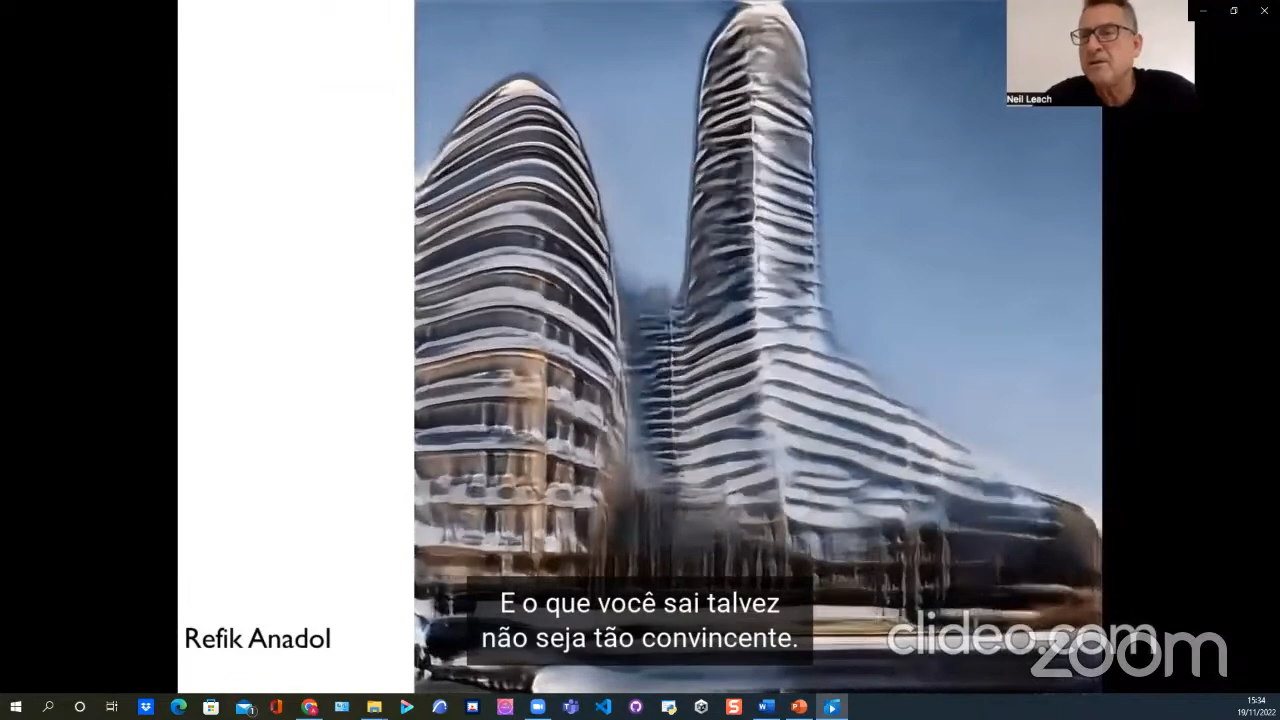 Neil Leach
Refik Anadol
E o que você sai talvez
não seja tão convincente.
clideo.com
zoom
15:34
19/11/2022